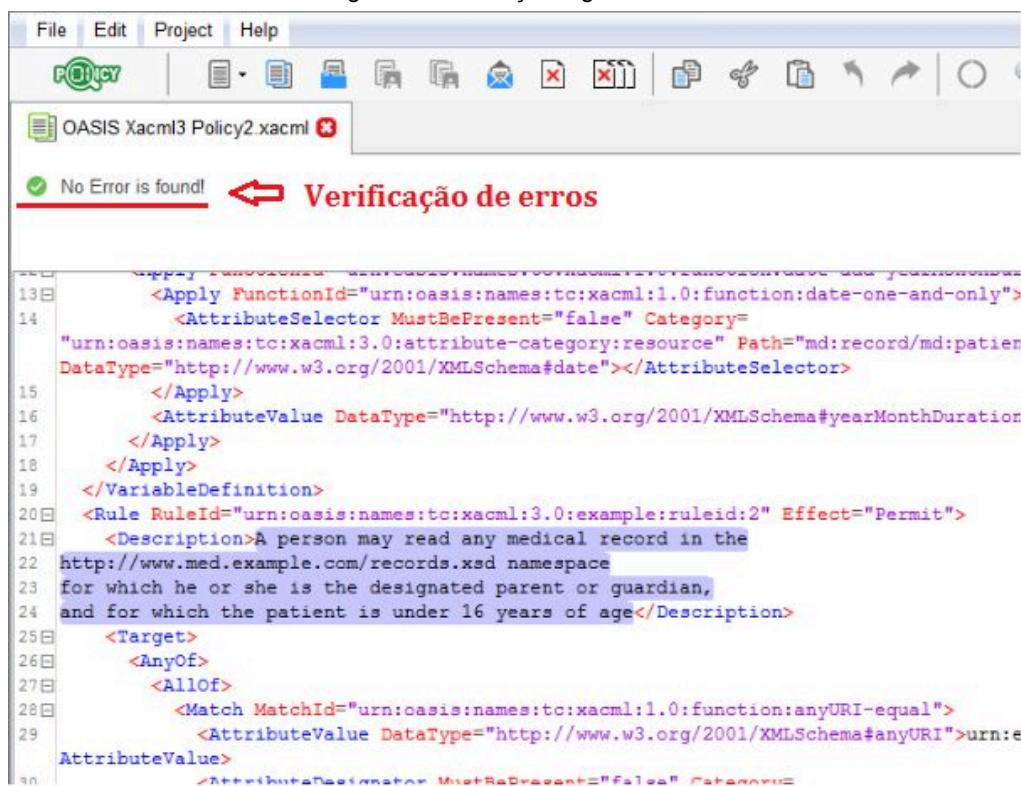 File Edit Project Help
POLICY
OASIS Xacml3 Policy2.xacml
No Error is found!
Verificação de erros
13 <Apply FunctionId="urn:oasis:names:tc:xacml:1.0:function:date-one-and-only">
14 <AttributeSelector MustBePresent="false" Category=
"urn:oasis:names:tc:xacml:3.0:attribute-category:resource" Path="md:record/md:patien
DataType="http://www.w3.org/2001/XMLSchema#date"></AttributeSelector>
15 </Apply>
16 <AttributeValue DataType="http://www.w3.org/2001/XMLSchema#yearMonthDuration
17 </Apply>
18 </Apply>
19 </VariableDefinition>
20 <Rule RuleId="urn:oasis:names:tc:xacml:3.0:example:ruleid:2" Effect="Permit">
21 <Description>A person may read any medical record in the
22 http://www.med.example.com/records.xsd namespace
23 for which he or she is the designated parent or guardian,
24 and for which the patient is under 16 years of age</Description>
25 <Target>
26 <AnyOf>
27 <AllOf>
28 <Match MatchId="urn:oasis:names:tc:xacml:1.0:function:anyURI-equal">
29 <AttributeValue DataType="http://www.w3.org/2001/XMLSchema#anyURI">urn:e
AttributeValue>
30 <AttributeDesignator MustBePresent="false" Category=